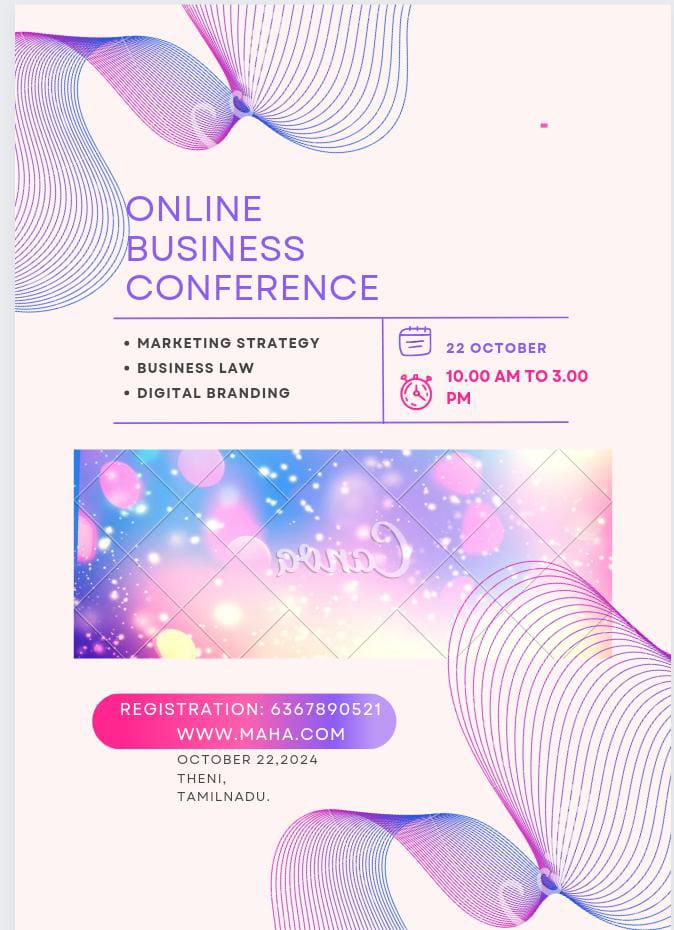 ONLINE
BUSINESS
CONFERENCE
• MARKETING STRATEGY
• BUSINESS LAW
• DIGITAL BRANDING
22 OCTOBER
10.00 AM TO 3.00
PM
Canva
REGISTRATION: 6367890521
WWW.MAHA.COM
OCTOBER 22,2024
THENI,
TAMILNADU.